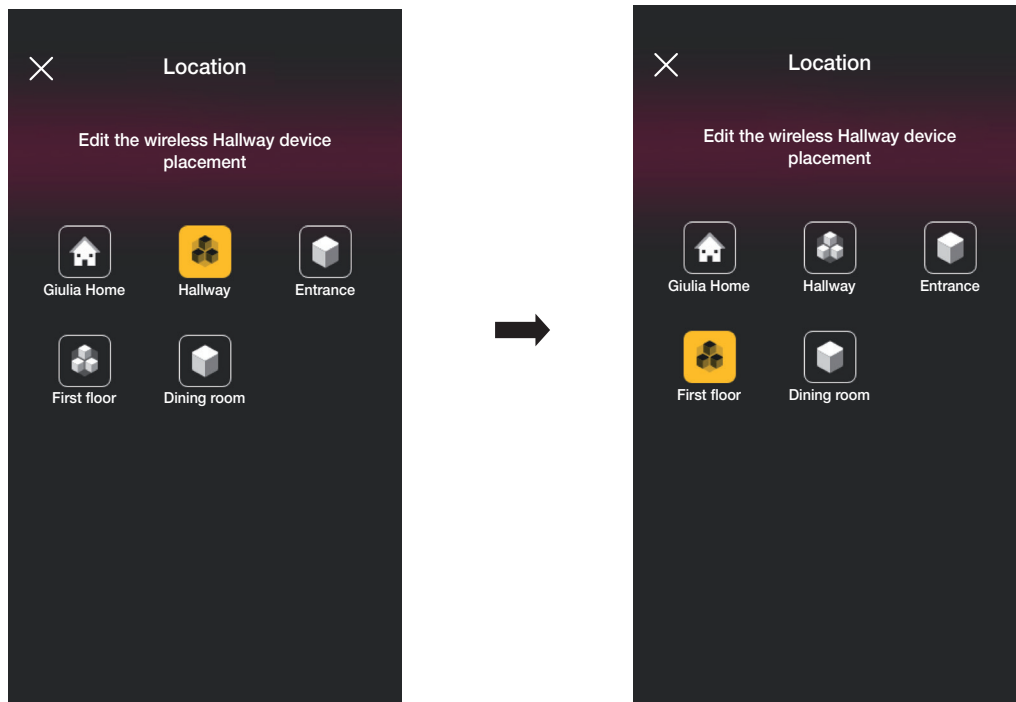 Location
Edit the wireless Hallway device
placement
Giulia Home
Hallway
Entrance
First floor
Dining room
Location
Edit the wireless Hallway device
placement
Giulia Home
Hallway
Entrance
First floor
Dining room